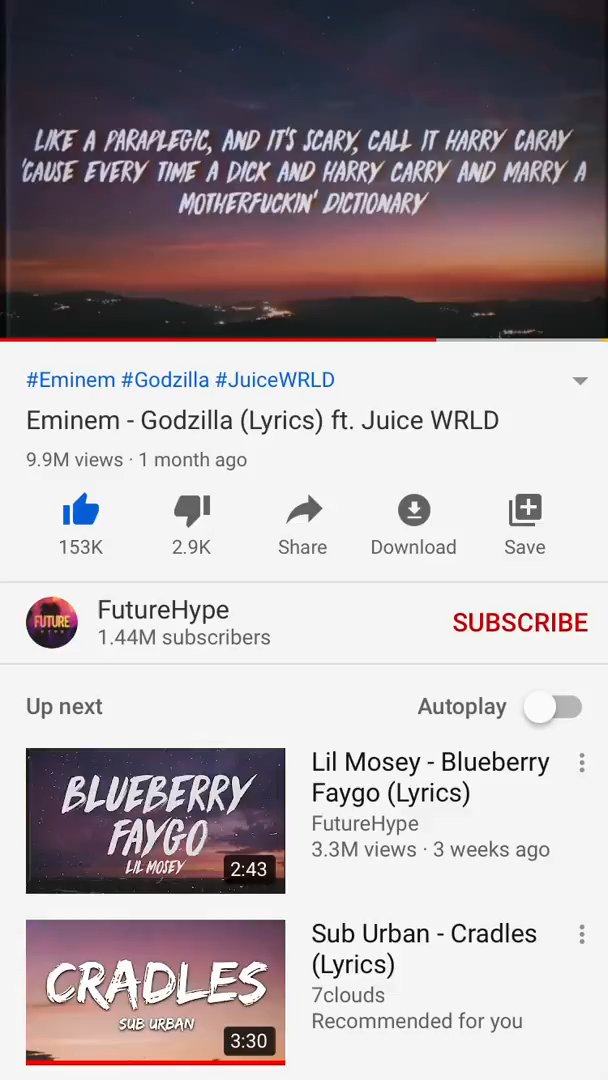 LIKE A PARAPLEGIC, AND IT'S SCARY, CALL IT HARRY CARAY
'CAUSE EVERY TIME A DICK AND HARRY CARRY AND MARRY A
MOTHERFUCKIN' DICTIONARY
#Eminem #Godzilla #JuiceWRLD
Eminem - Godzilla (Lyrics) ft. Juice WRLD
9.9M views · 1 month ago
153K 2.9K Share Download Save
FUTURE
FutureHype
1.44M subscribers
SUBSCRIBE
Up next Autoplay
BLUEBERRY
FAYGO
LIL MOSEY
2:43
Lil Mosey - Blueberry
Faygo (Lyrics)
FutureHype
3.3M views · 3 weeks ago
CRADLES
SUB URBAN
3:30
Sub Urban - Cradles
(Lyrics)
7clouds
Recommended for you